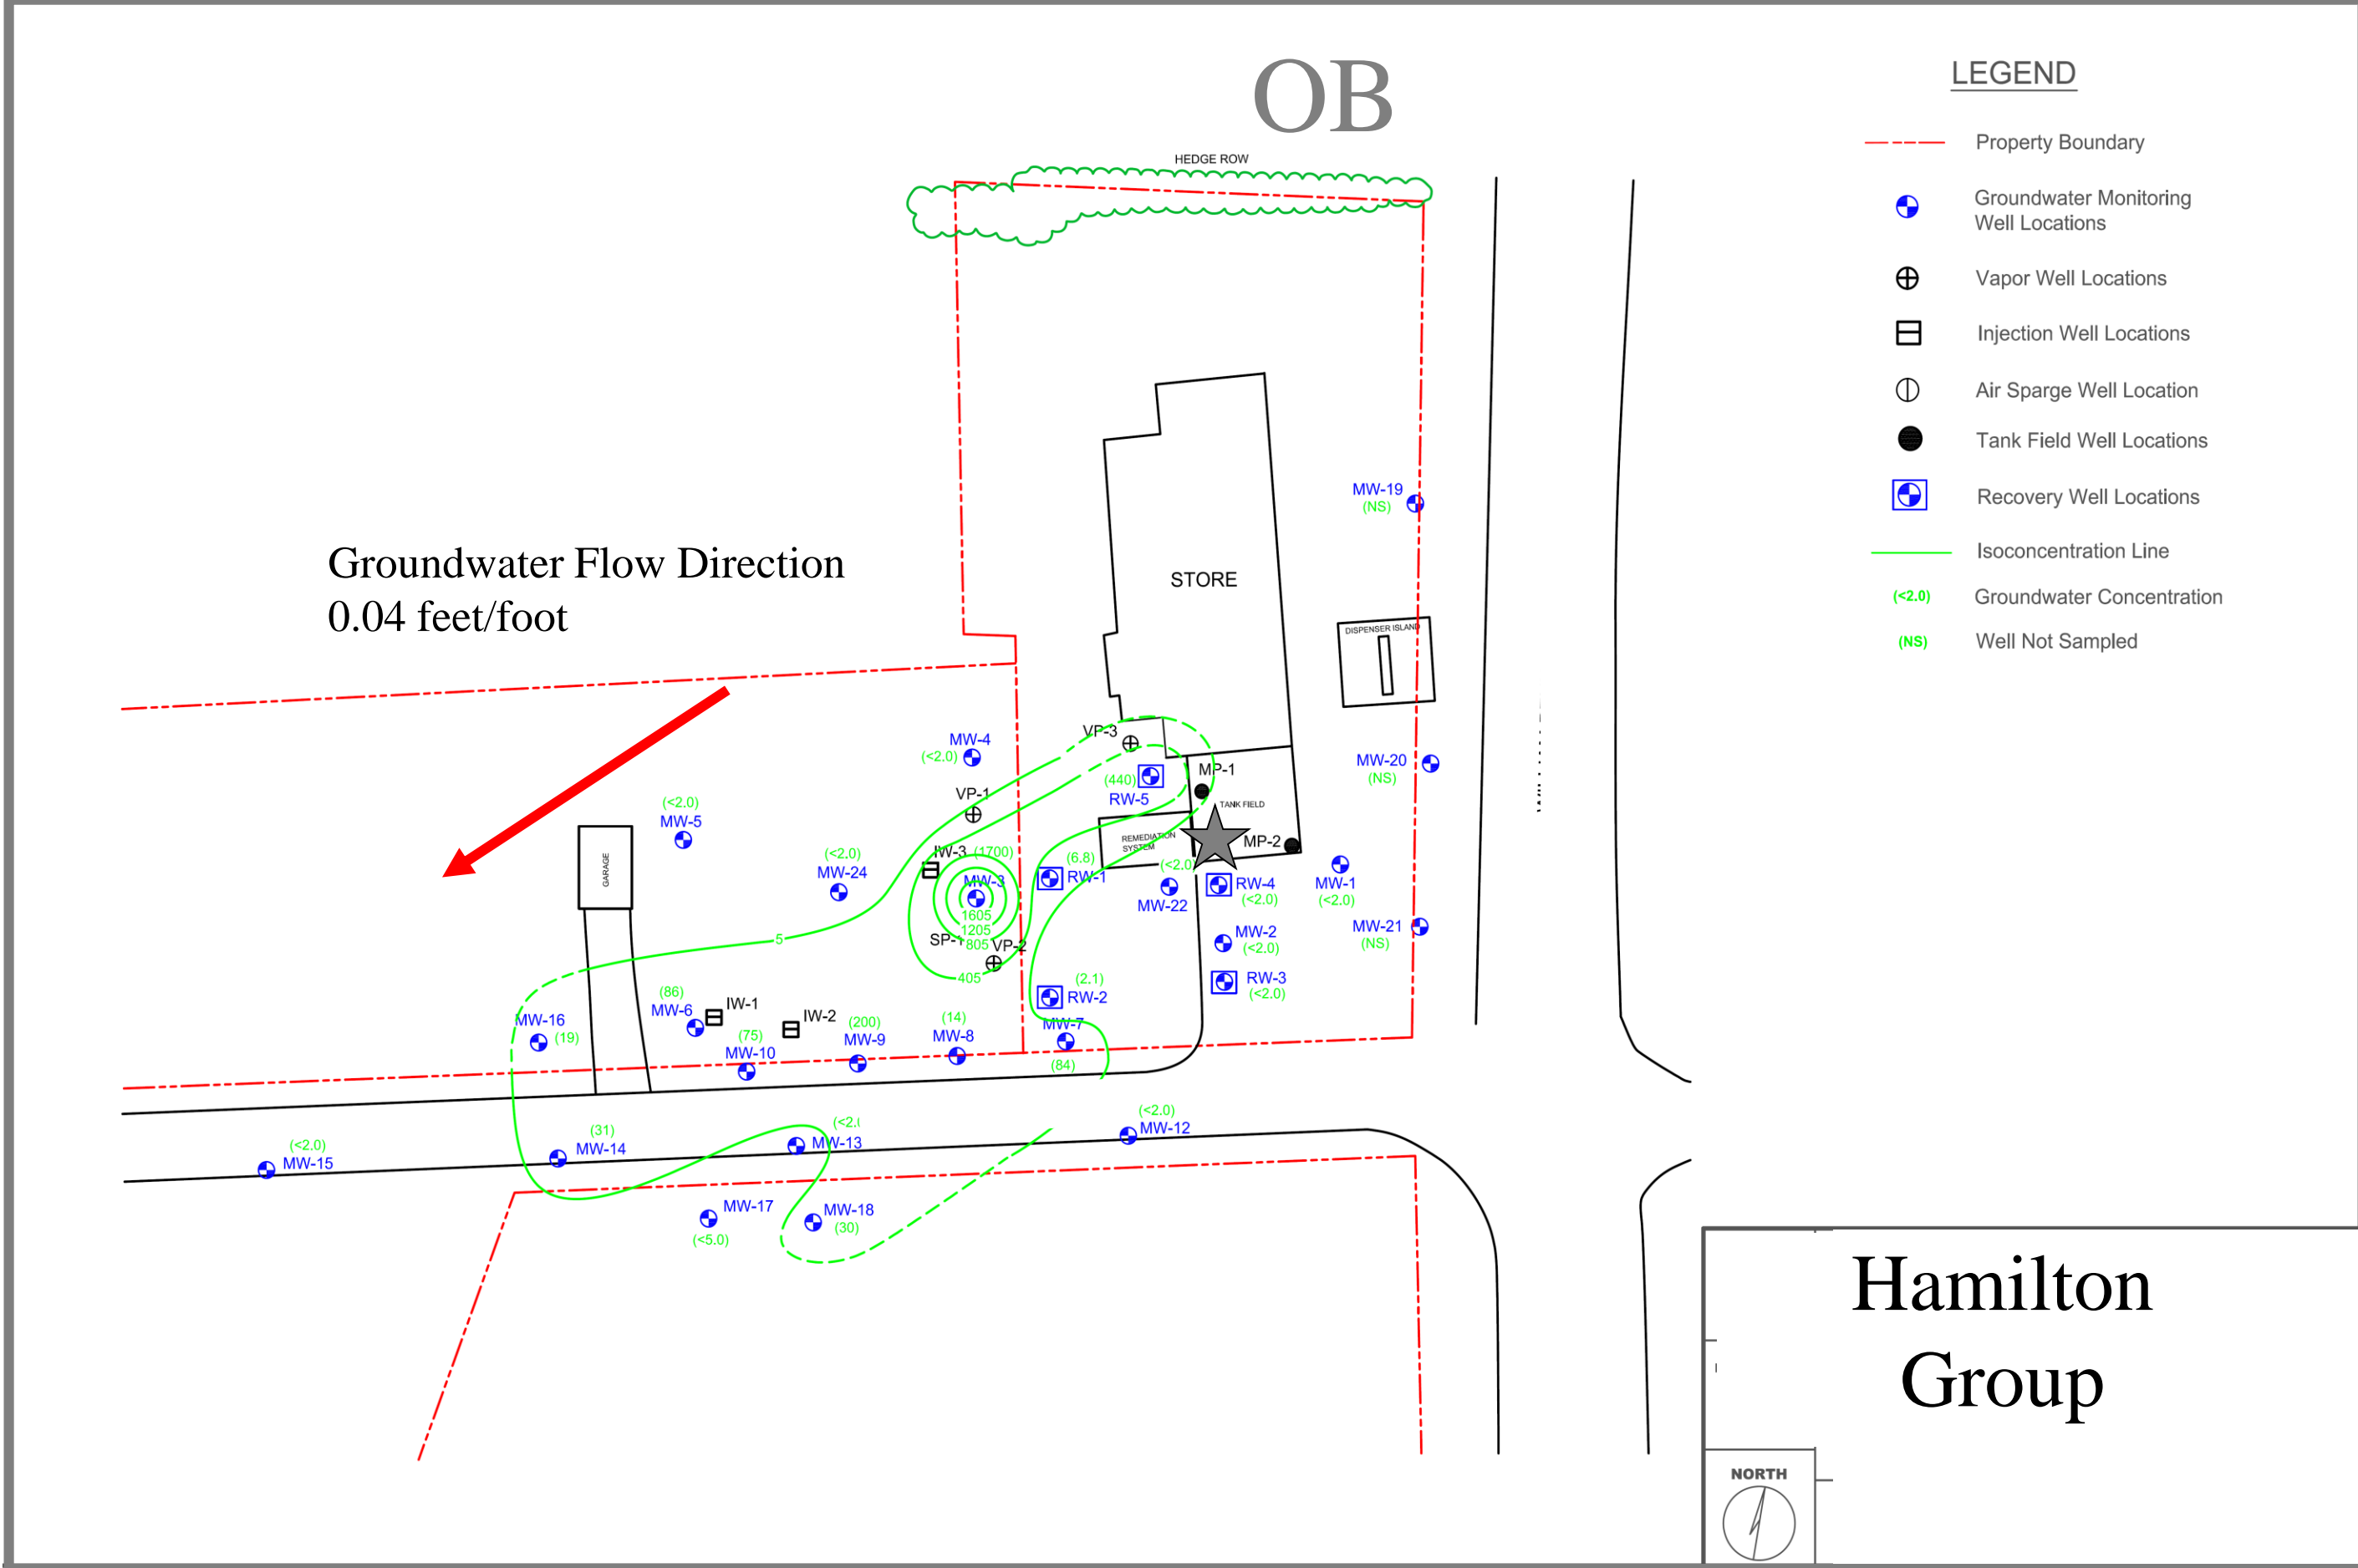 OB
HEDGE ROW
LEGEND
Property Boundary
Groundwater Monitoring
Well Locations
Vapor Well Locations
Injection Well Locations
Air Sparge Well Location
Tank Field Well Locations
Recovery Well Locations
Isoconcentration Line
(<2.0) Groundwater Concentration
(NS) Well Not Sampled
MW-19
(NS)
Groundwater Flow Direction
0.04 feet/foot
STORE
DISPENSER ISLAND
VP-3
MW-4
(<2.0)
MW-20
(NS)
MP-1
(440)
RW-5
TANK FIELD
VP-1
(<2.0)
MW-5
REMEDIATION
SYSTEM
MP-2
GARAGE
(<2.0)
MW-24
IW-3
(1700)
MW-3
(6.8)
RW-1
(<2.0)
MW-22
RW-4
(<2.0)
MW-1
(<2.0)
1605
1205
805
405
5
SP-1
VP-2
MW-2
(<2.0)
MW-21
(NS)
RW-3
(<2.0)
(2.1)
RW-2
(86)
MW-6
IW-1
IW-2
MW-16
(19)
(75)
MW-10
(200)
MW-9
(14)
MW-8
MW-7
(84)
(<2.0)
MW-15
(31)
MW-14
(<2.
MW-13
(<2.0)
MW-12
MW-17
(<5.0)
MW-18
(30)
Hamilton
Group
NORTH